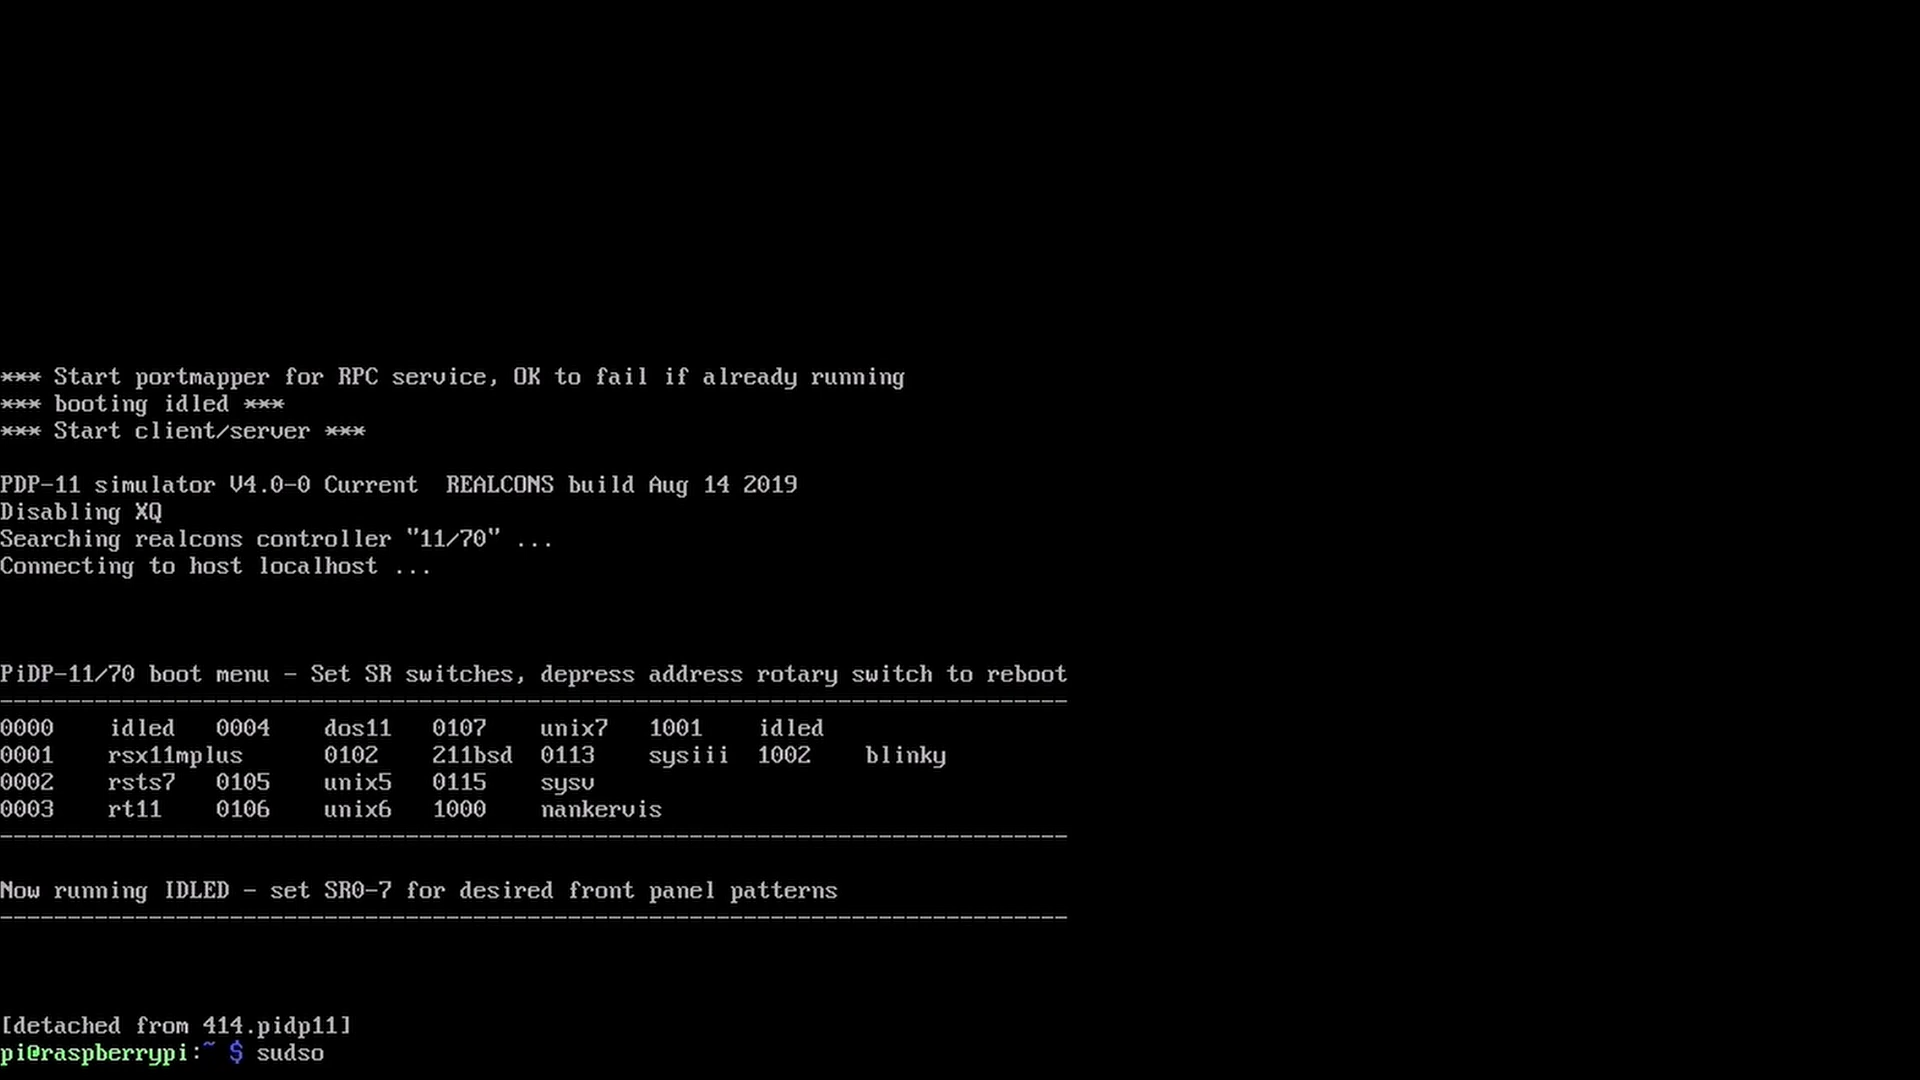 *** Start portmapper for RPC service, OK to fail if already running
*** booting idled ***
*** Start client/server ***
PDP-11 simulator V4.0-0 Current  REALCONS build Aug 14 2019
Disabling XQ
Searching realcons controller "11/70" ...
Connecting to host localhost ...
PiDP-11/70 boot menu - Set SR switches, depress address rotary switch to reboot
-------------------------------------------------------------------------------
0000    idled   0004    dos11   0107    unix7   1001    idled
0001    rsx11mplus      0102    211bsd  0113    sysiii  1002    blinky
0002    rsts7   0105    unix5   0115    sysv
0003    rt11    0106    unix6   1000    nankervis
-------------------------------------------------------------------------------
Now running IDLED - set SR0-7 for desired front panel patterns
-------------------------------------------------------------------------------
[detached from 414.pidp11]
pi@raspberrypi:~ $ sudso